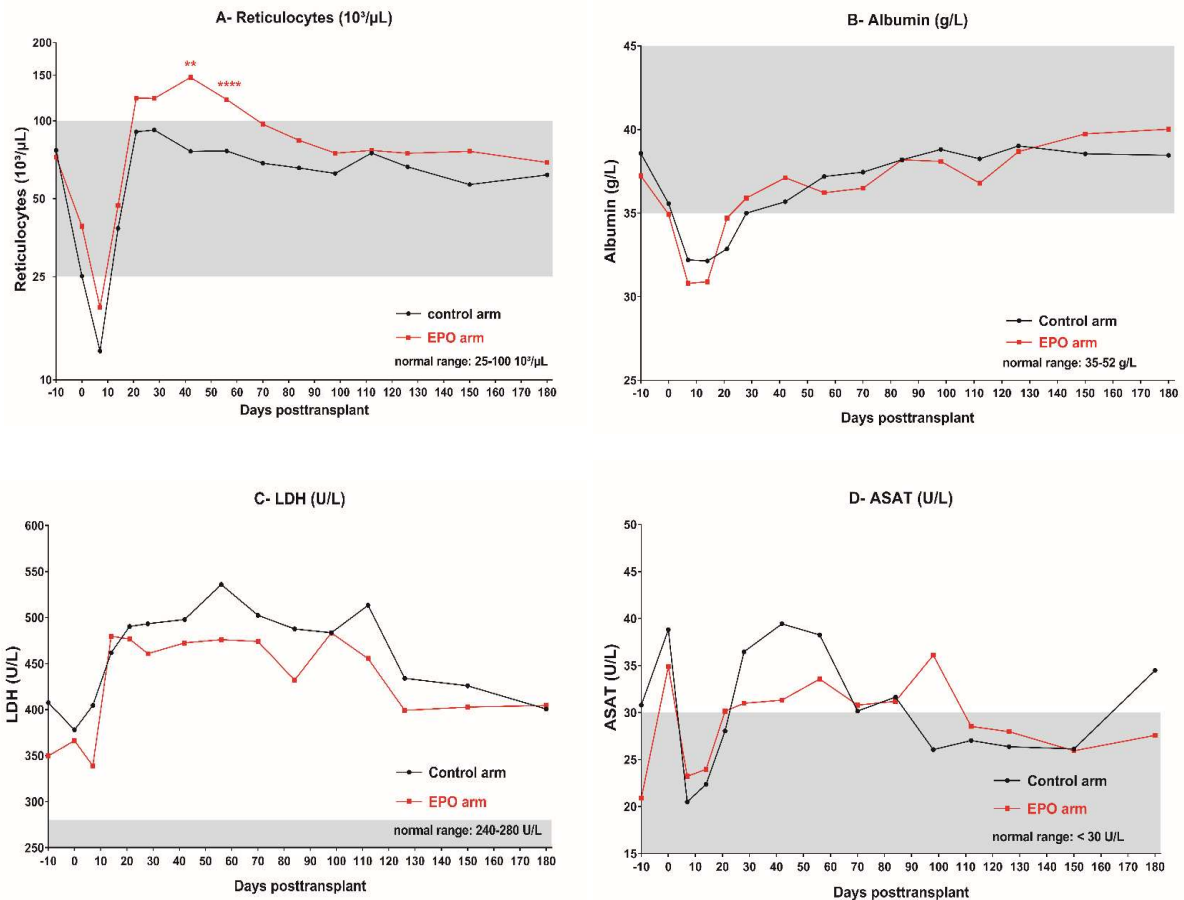 A- Reticulocytes (10³/µL)
200
150
100
50
25
10
Reticulocytes (10³/µL)
**
****
control arm
EPO arm
normal range: 25-100 10³/µL
-10 0 10 20 30 40 50 60 70 80 90 100 110 120 130 140 150 160 170 180
Days posttransplant
B- Albumin (g/L)
45
40
35
30
25
Albumin (g/L)
Control arm
EPO arm
normal range: 35-52 g/L
-10 0 10 20 30 40 50 60 70 80 90 100 110 120 130 140 150 160 170 180
Days posttransplant
C- LDH (U/L)
600
550
500
450
400
350
300
250
LDH (U/L)
Control arm
EPO arm
normal range: 240-280 U/L
-10 0 10 20 30 40 50 60 70 80 90 100 110 120 130 140 150 160 170 180
Days posttransplant
D- ASAT (U/L)
50
45
40
35
30
25
20
15
ASAT (U/L)
Control arm
EPO arm
normal range: < 30 U/L
-10 0 10 20 30 40 50 60 70 80 90 100 110 120 130 140 150 160 170 180
Days posttransplant